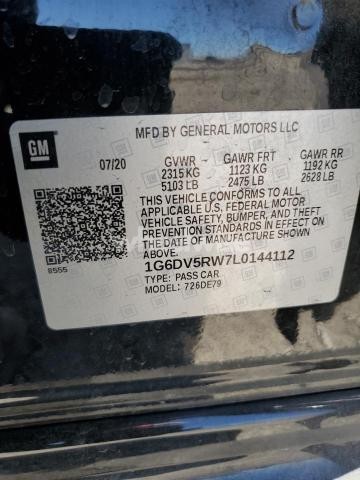 GM
MFD BY GENERAL MOTORS LLC
07/20 GVWR GAWR FRT GAWR RR
2315 KG 1123 KG 1192 KG
5103 LB 2475 LB 2628 LB
THIS VEHICLE CONFORMS TO ALL
APPLICABLE U.S. FEDERAL MOTOR
VEHICLE SAFETY, BUMPER, AND THEFT
PREVENTION STANDARDS IN EFFECT ON
THE DATE OF MANUFACTURE SHOWN
ABOVE.
8555
1G6DV5RW7L0144112
TYPE: PASS CAR
MODEL: 726DE79